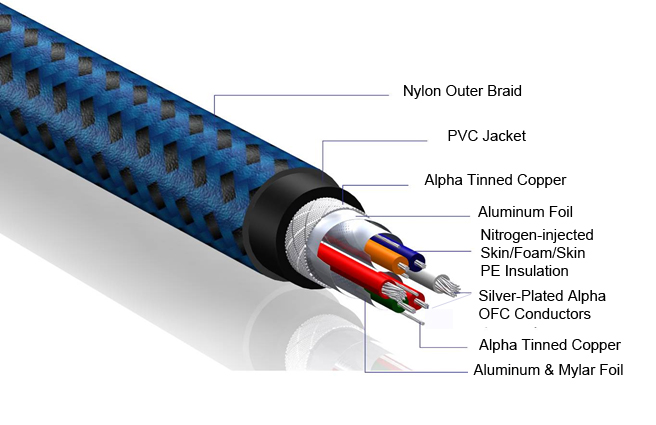 Nylon Outer Braid
PVC Jacket
Alpha Tinned Copper
Aluminum Foil
Nitrogen-injected
Skin/Foam/Skin
PE Insulation
Silver-Plated Alpha
OFC Conductors
Alpha Tinned Copper
Aluminum & Mylar Foil